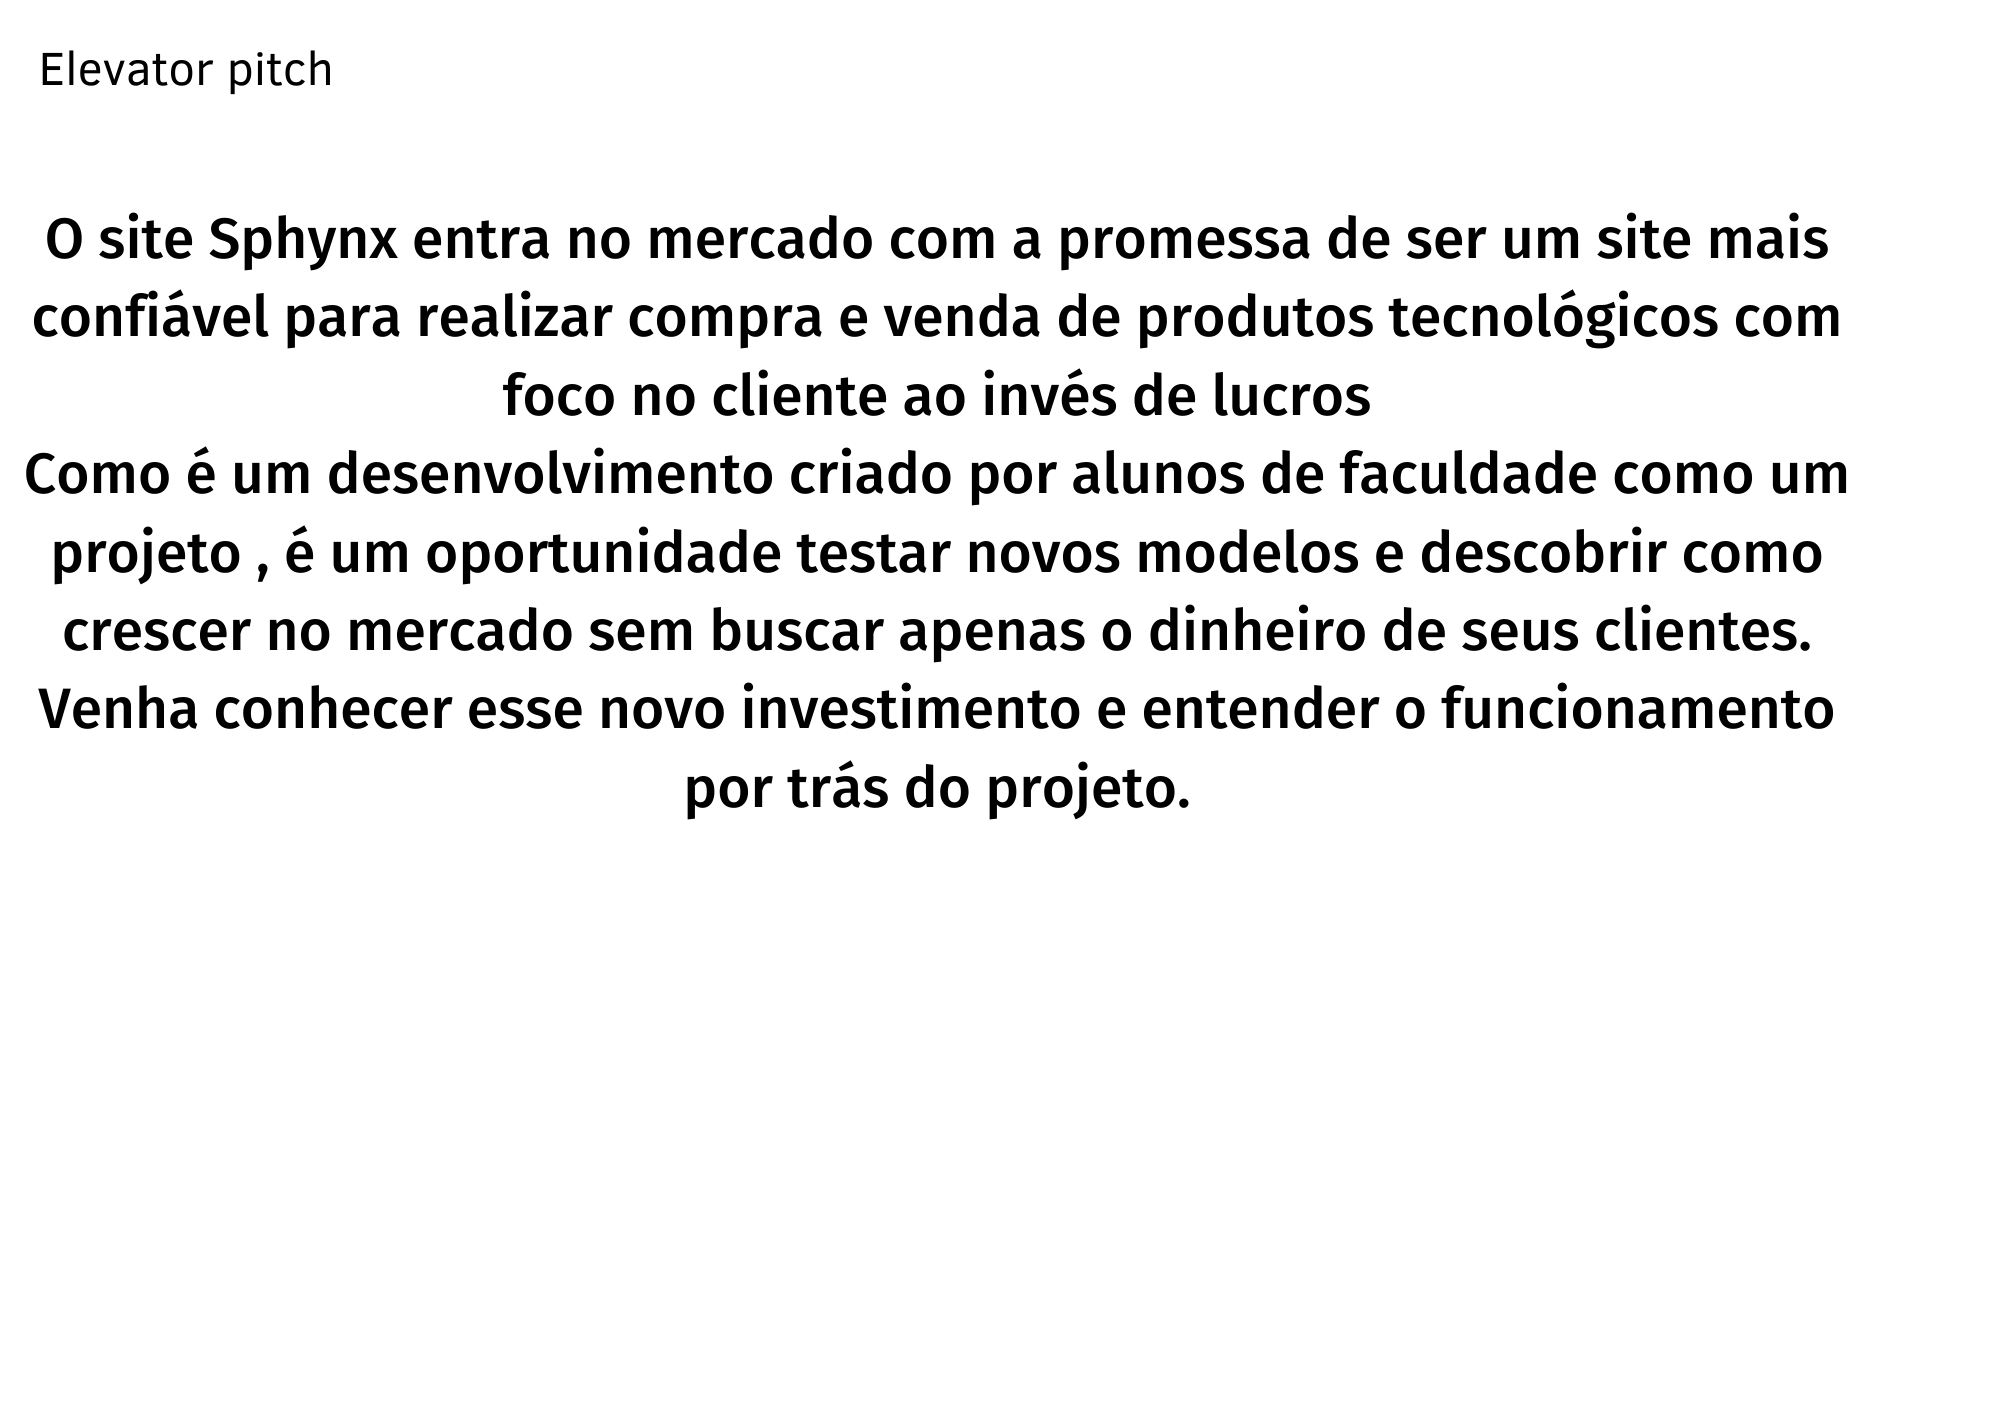 Elevator pitch
O site Sphynx entra no mercado com a promessa de ser um site mais
confiável para realizar compra e venda de produtos tecnológicos com
foco no cliente ao invés de lucros
Como é um desenvolvimento criado por alunos de faculdade como um
projeto , é um oportunidade testar novos modelos e descobrir como
crescer no mercado sem buscar apenas o dinheiro de seus clientes.
Venha conhecer esse novo investimento e entender o funcionamento
por trás do projeto.